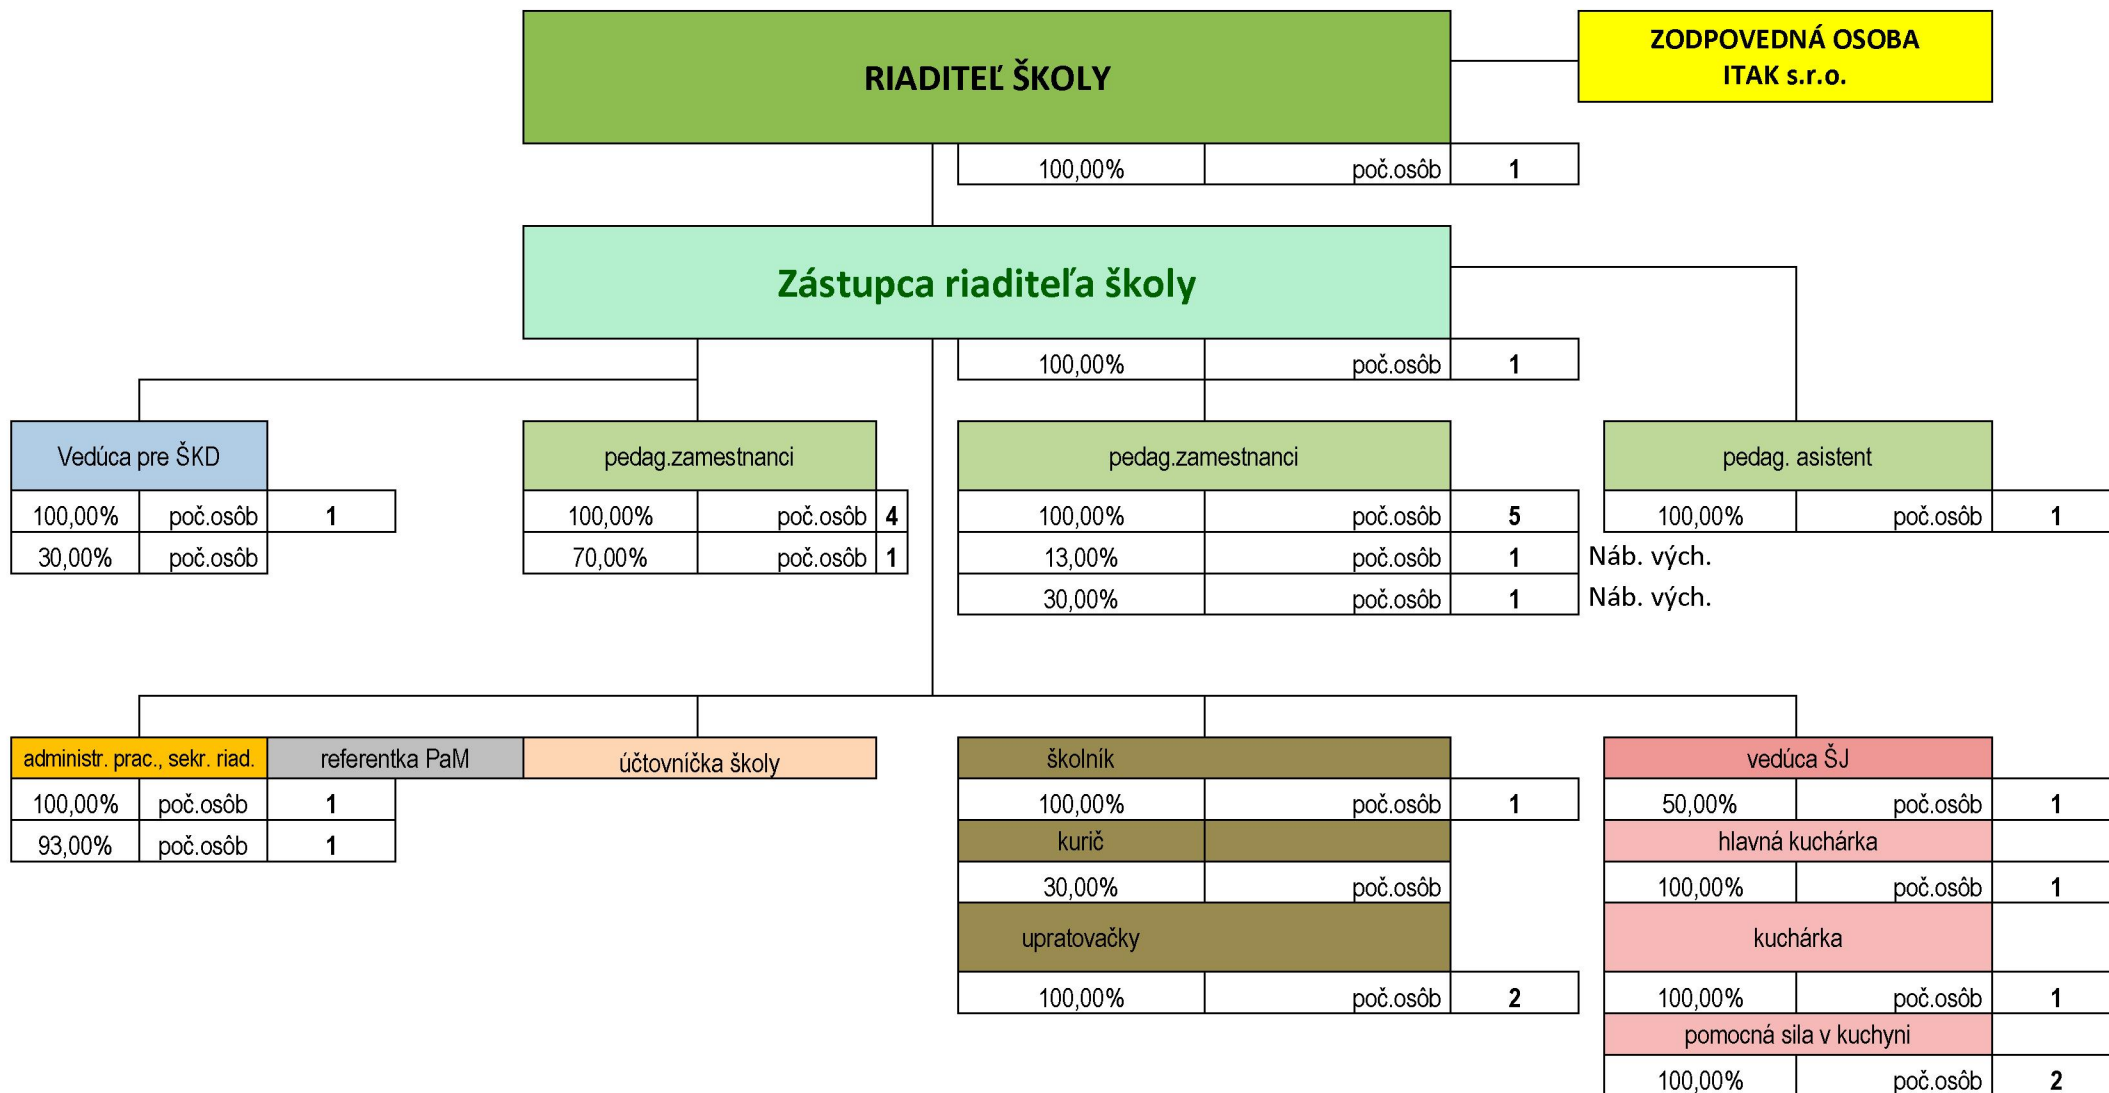 RIADITEĽ ŠKOLY
ZODPOVEDNÁ OSOBA
ITAK s.r.o.
100,00% poč.osôb 1
Zástupca riaditeľa školy
100,00% poč.osôb 1
Vedúca pre ŠKD
100,00% poč.osôb 1
30,00% poč.osôb
pedag.zamestnanci
100,00% poč.osôb 4
70,00% poč.osôb 1
pedag.zamestnanci
100,00% poč.osôb 5
13,00% poč.osôb 1 Náb. vých.
30,00% poč.osôb 1 Náb. vých.
pedag. asistent
100,00% poč.osôb 1
administr. prac., sekr. riad. referentka PaM účtovníčka školy
100,00% poč.osôb 1
93,00% poč.osôb 1
školník
100,00% poč.osôb 1
kurič
30,00% poč.osôb
upratovačky
100,00% poč.osôb 2
vedúca ŠJ
50,00% poč.osôb 1
hlavná kuchárka
100,00% poč.osôb 1
kuchárka
100,00% poč.osôb 1
pomocná sila v kuchyni
100,00% poč.osôb 2